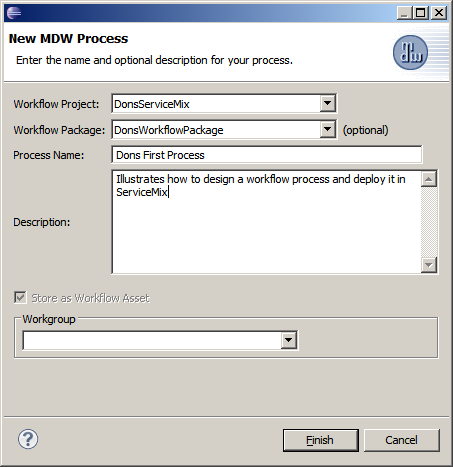 New MDW Process
Enter the name and optional description for your process.
Workflow Project: DonsServiceMix
Workflow Package: DonsWorkflowPackage (optional)
Process Name: Dons First Process
Description: Illustrates how to design a workflow process and deploy it in
ServiceMix
Store as Workflow Asset
Workgroup
? Finish Cancel